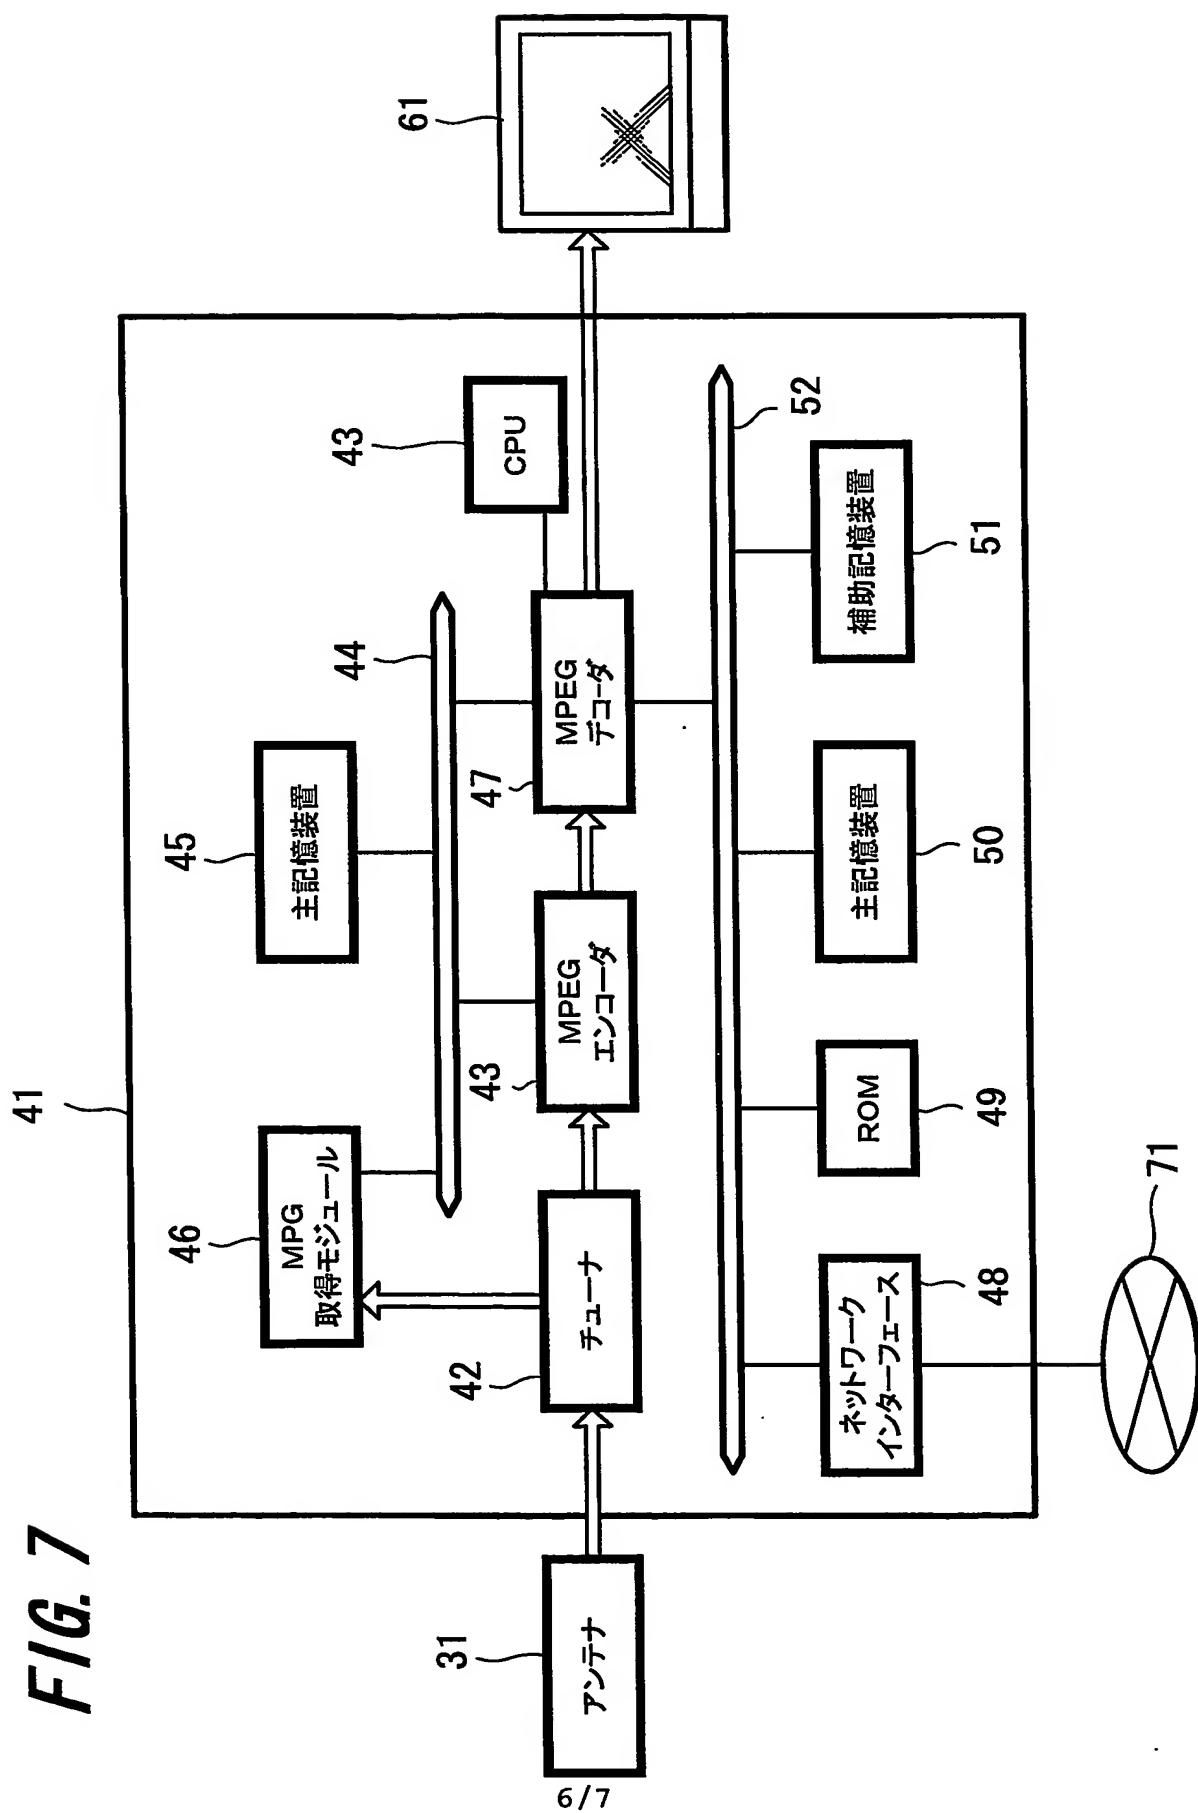 FIG. 7
41
46
MPG
取得モジュール
45
主記憶装置
44
43
CPU
61
31
アンテナ
42
チューナ
43
MPEG
エンコーダ
47
MPEG
デコーダ
52
ネットワーク
インターフェース
48
ROM
49
主記憶装置
50
補助記憶装置
51
71
6/7